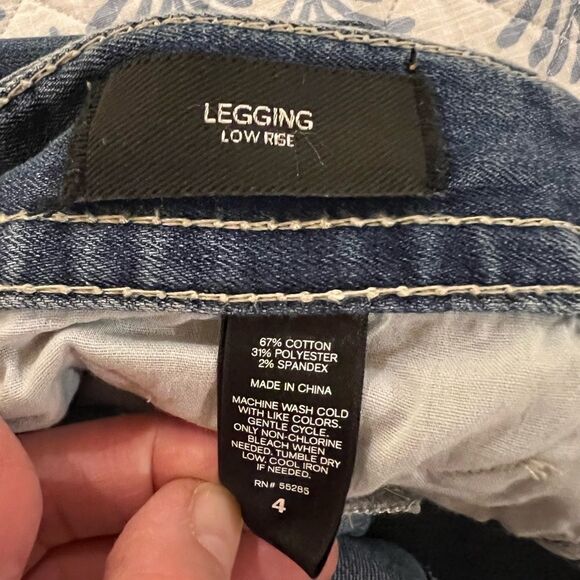 LEGGING
LOW RISE
67% COTTON
31% POLYESTER
2% SPANDEX
MADE IN CHINA
MACHINE WASH COLD
WITH LIKE COLORS.
GENTLE CYCLE.
ONLY NON-CHLORINE
BLEACH WHEN
NEEDED. TUMBLE DRY
LOW, COOL IRON
IF NEEDED.
RN# 55285
4